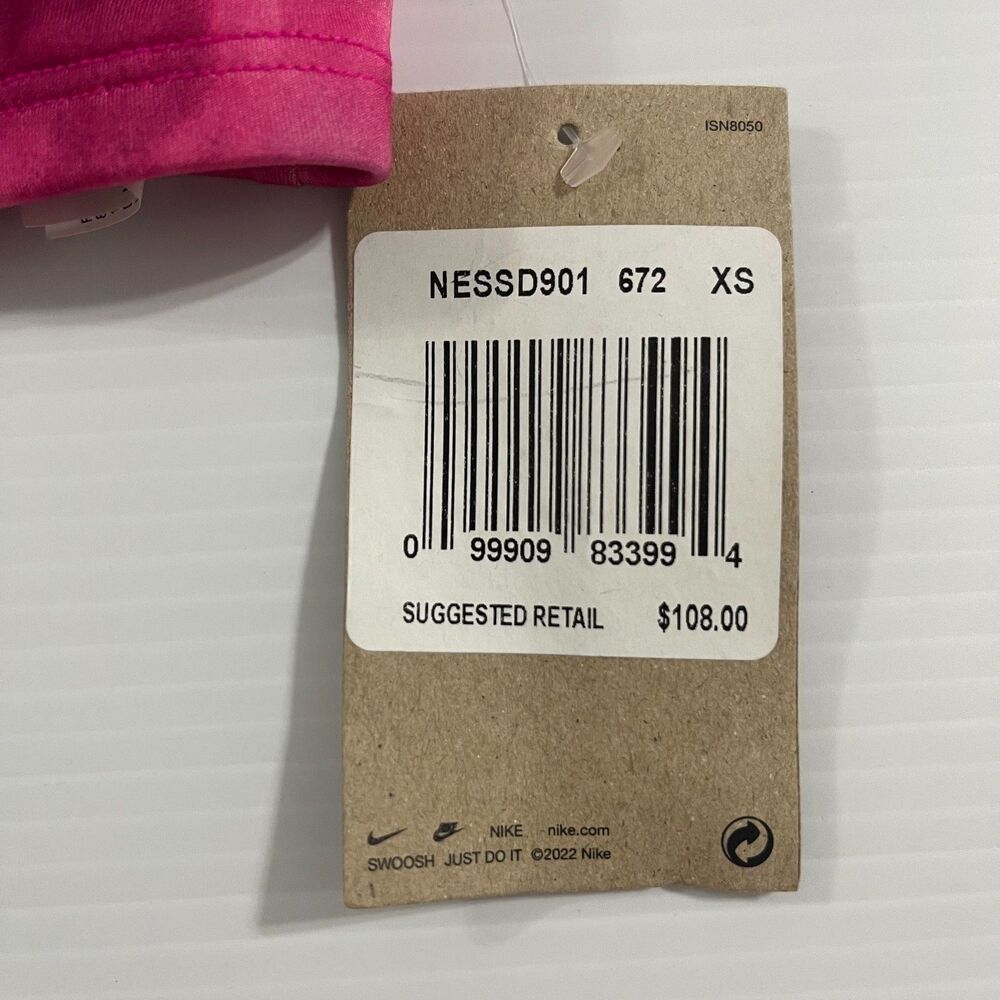 ISN8050
NESSD901 672 XS
0 99909 83399 4
SUGGESTED RETAIL $108.00
NIKE nike.com
SWOOSH JUST DO IT ©2022 Nike